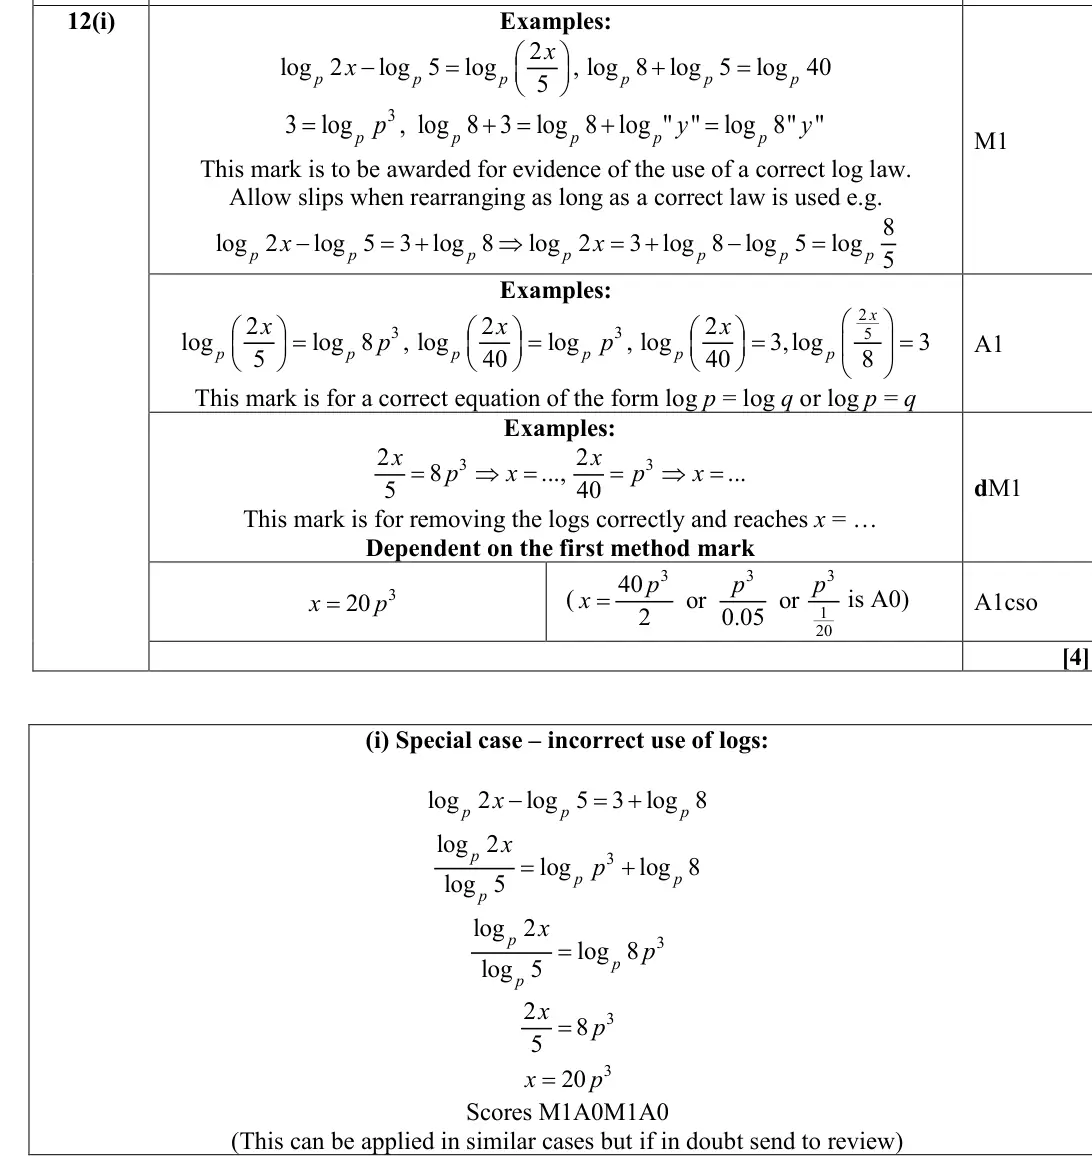 12(i)
Examples:
log_p 2x − log_p 5 = log_p (2x/5), log_p 8 + log_p 5 = log_p 40
3 = log_p p³, log_p 8 + 3 = log_p 8 + log_p "y" = log_p 8"y"
This mark is to be awarded for evidence of the use of a correct log law.
Allow slips when rearranging as long as a correct law is used e.g.
log_p 2x − log_p 5 = 3 + log_p 8 ⇒ log_p 2x = 3 + log_p 8 − log_p 5 = log_p 8/5
M1
Examples:
log_p (2x/5) = log_p 8p³, log_p (2x/40) = log_p p³, log_p (2x/40) = 3, log_p ((2x/5)/8) = 3
This mark is for a correct equation of the form log p = log q or log p = q
A1
Examples:
2x/5 = 8p³ ⇒ x = ..., 2x/40 = p³ ⇒ x = ...
This mark is for removing the logs correctly and reaches x = …
Dependent on the first method mark
dM1
x = 20p³
( x = 40p³/2 or p³/0.05 or p³/(1/20) is A0)
A1cso
[4]
(i) Special case – incorrect use of logs:
log_p 2x − log_p 5 = 3 + log_p 8
log_p 2x / log_p 5 = log_p p³ + log_p 8
log_p 2x / log_p 5 = log_p 8p³
2x/5 = 8p³
x = 20p³
Scores M1A0M1A0
(This can be applied in similar cases but if in doubt send to review)